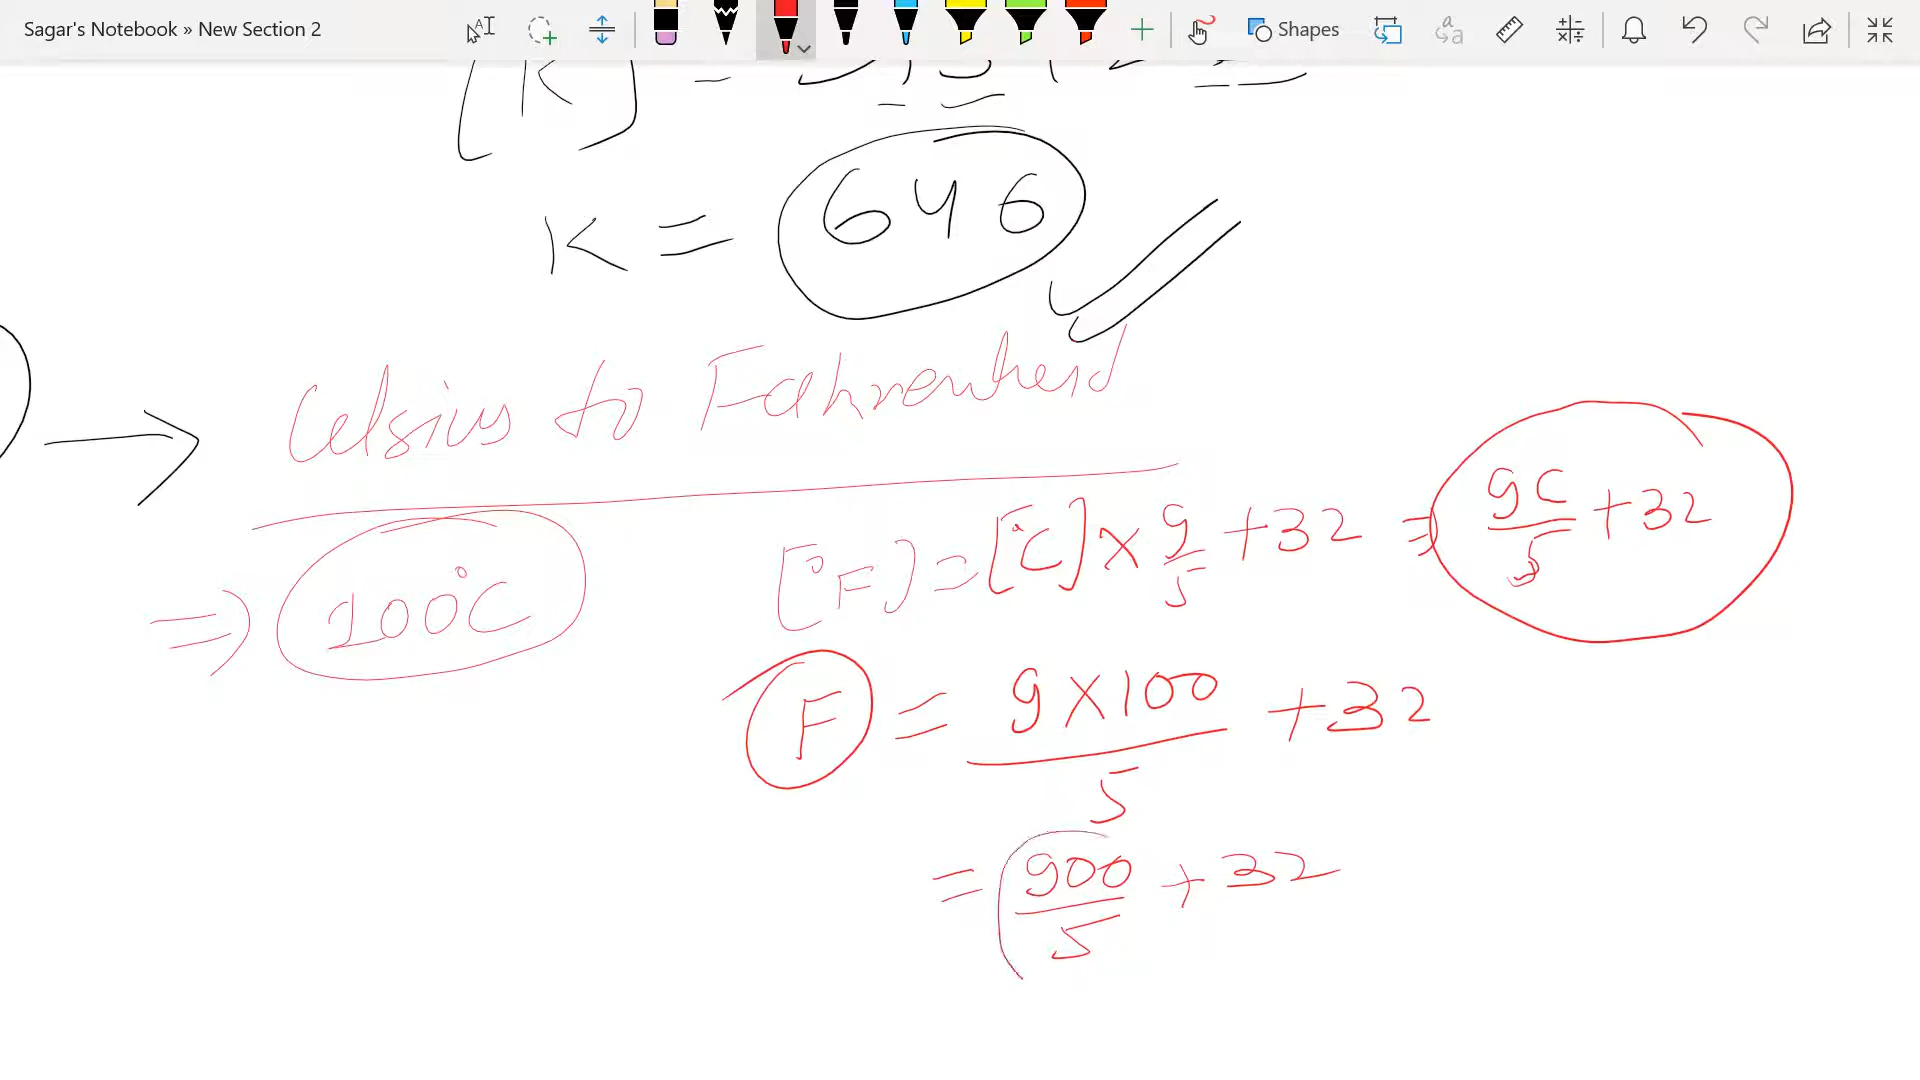 Sagar's Notebook » New Section 2
Shapes
K = 646
Celsius to Fahrenheid
[°F] = [°C] × 9/5 + 32 ⇒ 9C/5 + 32
⇒ 100°C
F = 9×100/5 + 32
= (900/5 + 32